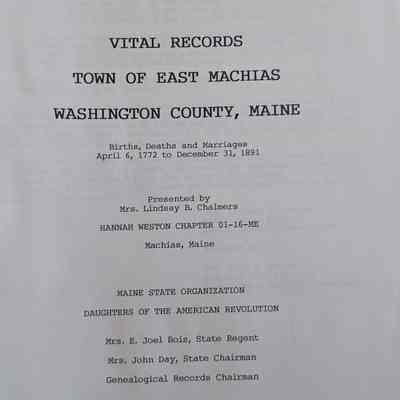 VITAL RECORDS
TOWN OF EAST MACHIAS
WASHINGTON COUNTY, MAINE
Births, Deaths and Marriages
April 6, 1772 to December 31, 1891
Presented by
Mrs. Lindsay B. Chalmers
HANNAH WESTON CHAPTER 01-16-ME
Machias, Maine
MAINE STATE ORGANIZATION
DAUGHTERS OF THE AMERICAN REVOLUTION
Mrs. E. Joel Bois, State Regent
Mrs. John Day, State Chairman
Genealogical Records Chairman